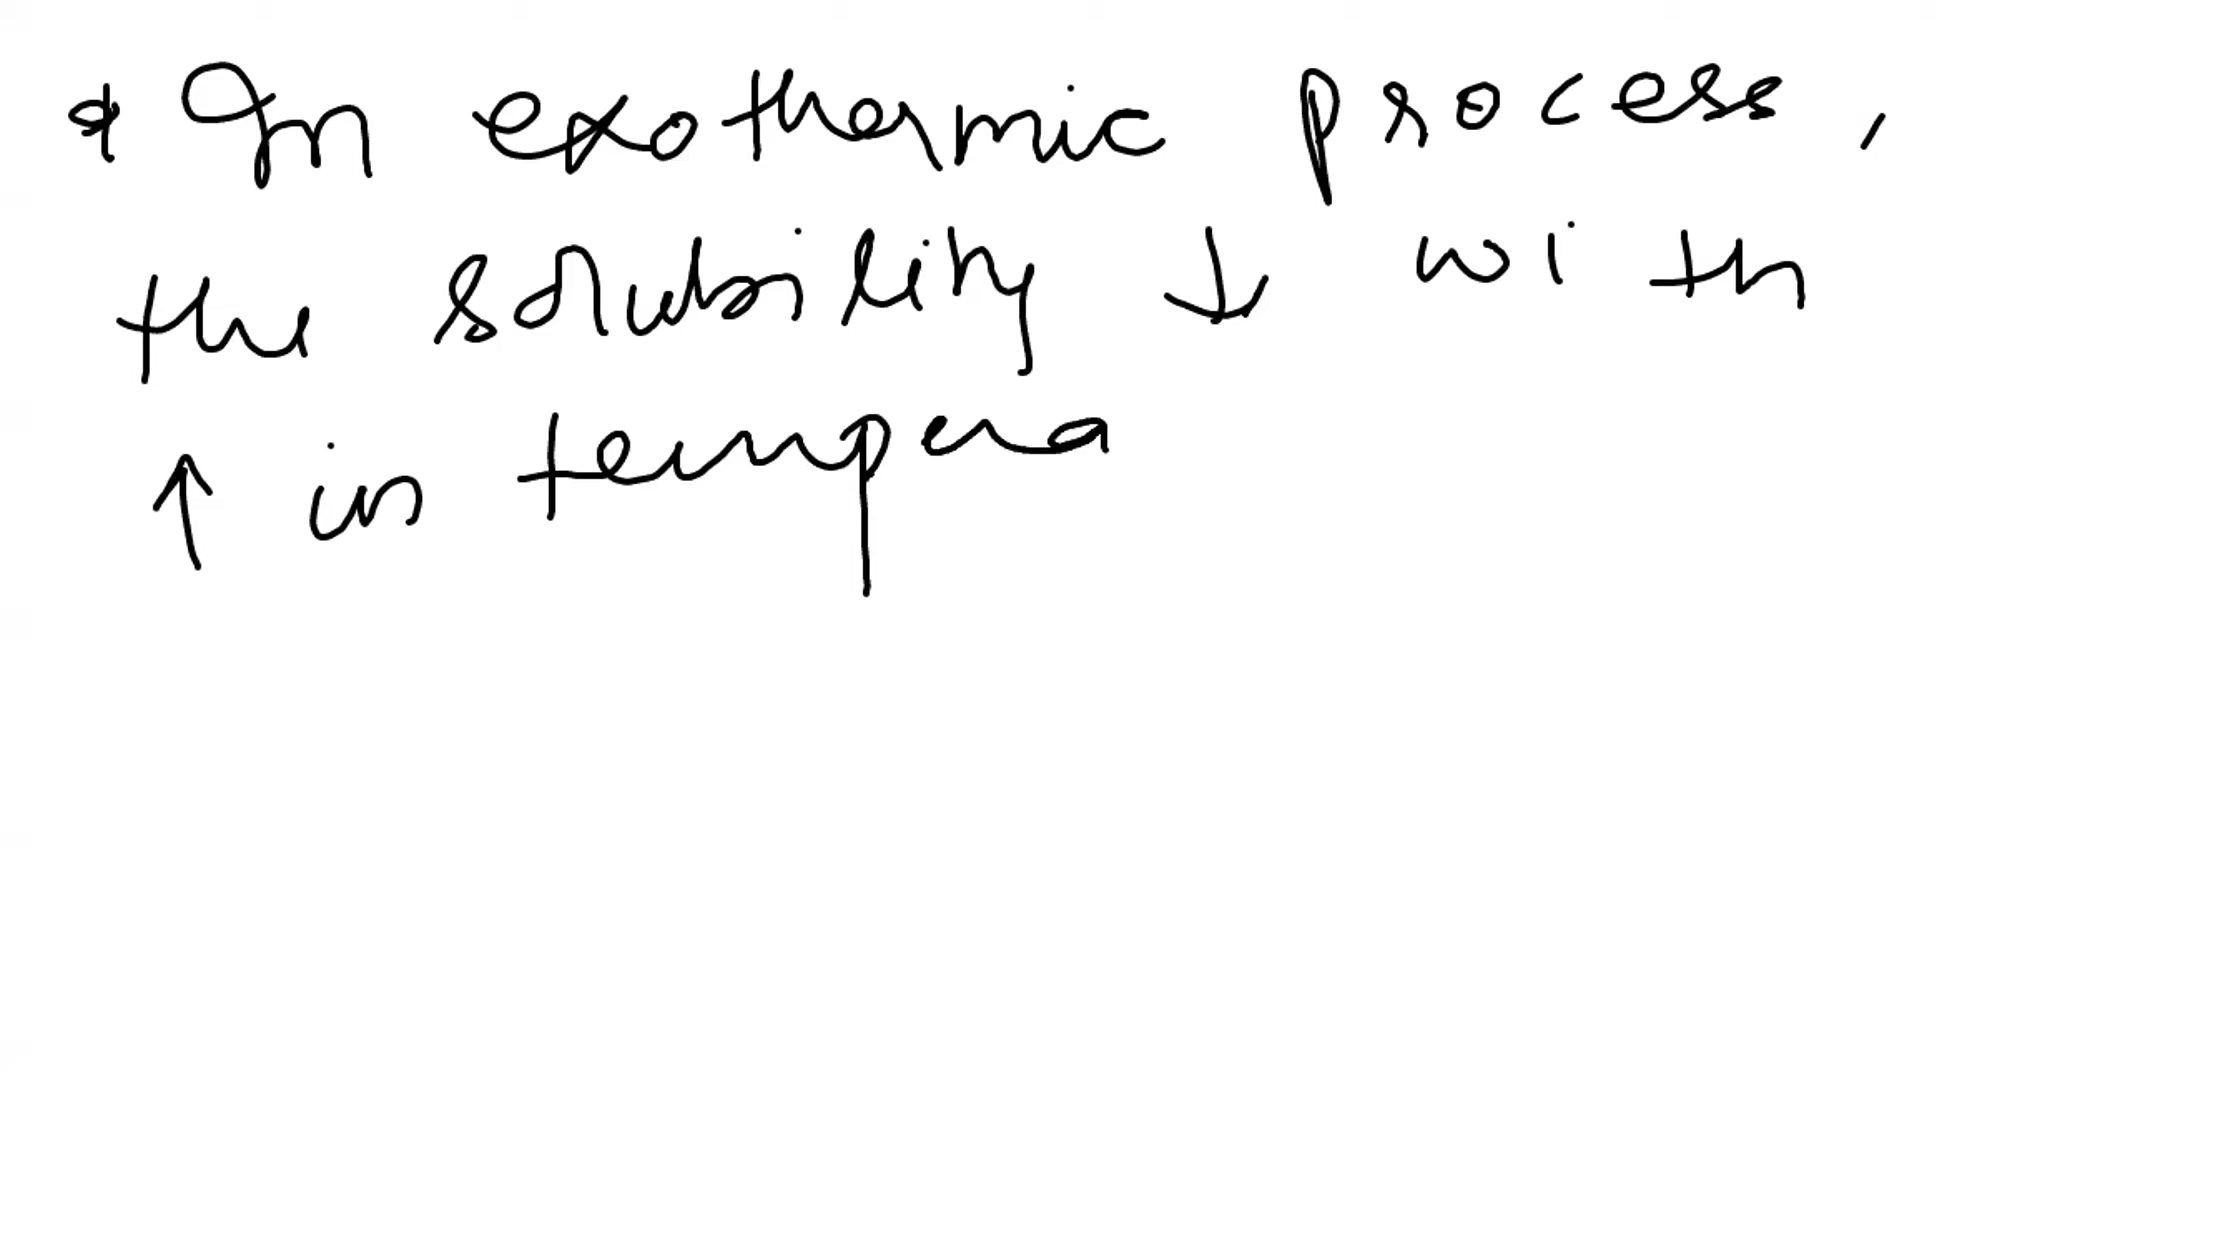 * In exothermic process,
the solubility ↓ with
↑ in tempera